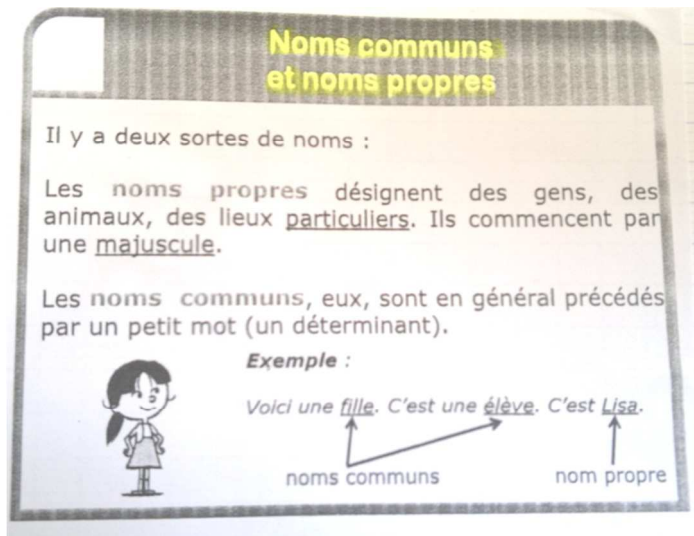 Noms communs
et noms propres
Il y a deux sortes de noms :
Les noms propres désignent des gens, des
animaux, des lieux particuliers. Ils commencent par
une majuscule.
Les noms communs, eux, sont en général précédés
par un petit mot (un déterminant).
Exemple :
Voici une fille. C'est une élève. C'est Lisa.
noms communs nom propre